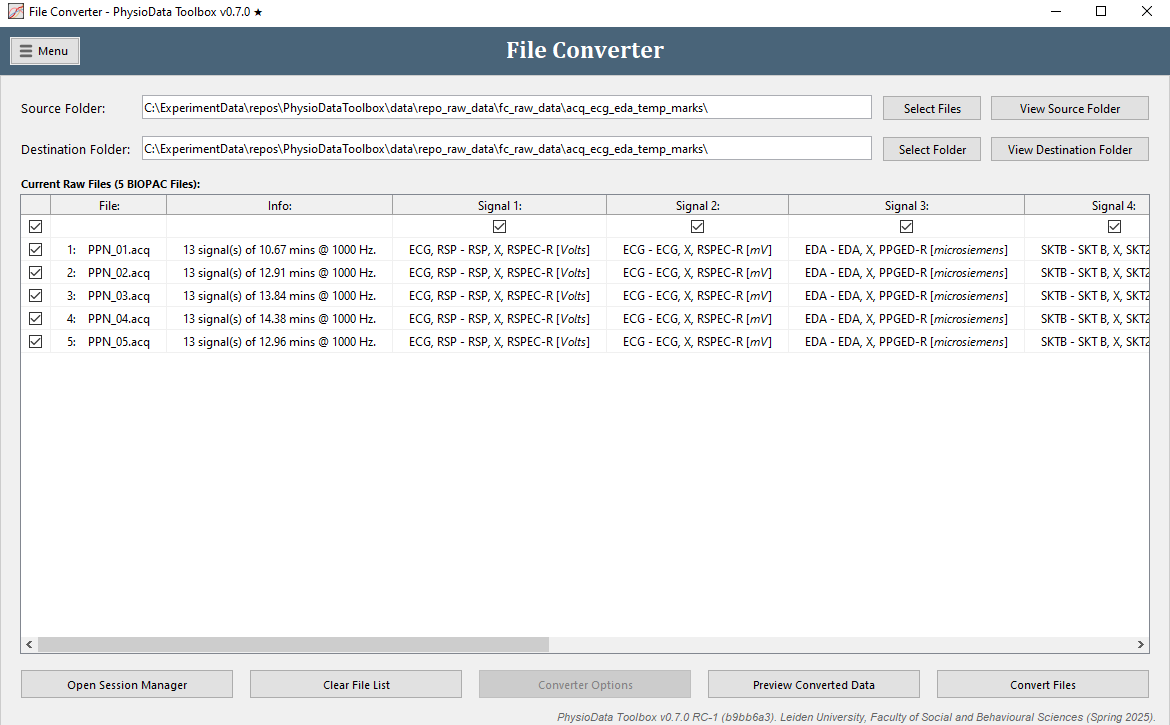 File Converter - PhysioData Toolbox v0.7.0 ★
Menu
File Converter
Source Folder: C:\ExperimentData\repos\PhysioDataToolbox\data\repo_raw_data\fc_raw_data\acq_ecg_eda_temp_marks\ Select Files View Source Folder
Destination Folder: C:\ExperimentData\repos\PhysioDataToolbox\data\repo_raw_data\fc_raw_data\acq_ecg_eda_temp_marks\ Select Folder View Destination Folder
Current Raw Files (5 BIOPAC Files):
File: Info: Signal 1: Signal 2: Signal 3: Signal 4:
1: PPN_01.acq 13 signal(s) of 10.67 mins @ 1000 Hz. ECG, RSP - RSP, X, RSPEC-R [Volts] ECG - ECG, X, RSPEC-R [mV] EDA - EDA, X, PPGED-R [microsiemens] SKTB - SKT B, X, SKT2
2: PPN_02.acq 13 signal(s) of 12.91 mins @ 1000 Hz. ECG, RSP - RSP, X, RSPEC-R [Volts] ECG - ECG, X, RSPEC-R [mV] EDA - EDA, X, PPGED-R [microsiemens] SKTB - SKT B, X, SKT2
3: PPN_03.acq 13 signal(s) of 13.84 mins @ 1000 Hz. ECG, RSP - RSP, X, RSPEC-R [Volts] ECG - ECG, X, RSPEC-R [mV] EDA - EDA, X, PPGED-R [microsiemens] SKTB - SKT B, X, SKT2
4: PPN_04.acq 13 signal(s) of 14.38 mins @ 1000 Hz. ECG, RSP - RSP, X, RSPEC-R [Volts] ECG - ECG, X, RSPEC-R [mV] EDA - EDA, X, PPGED-R [microsiemens] SKTB - SKT B, X, SKT2
5: PPN_05.acq 13 signal(s) of 12.96 mins @ 1000 Hz. ECG, RSP - RSP, X, RSPEC-R [Volts] ECG - ECG, X, RSPEC-R [mV] EDA - EDA, X, PPGED-R [microsiemens] SKTB - SKT B, X, SKT2
Open Session Manager Clear File List Converter Options Preview Converted Data Convert Files
PhysioData Toolbox v0.7.0 RC-1 (b9bb6a3). Leiden University, Faculty of Social and Behavioural Sciences (Spring 2025).